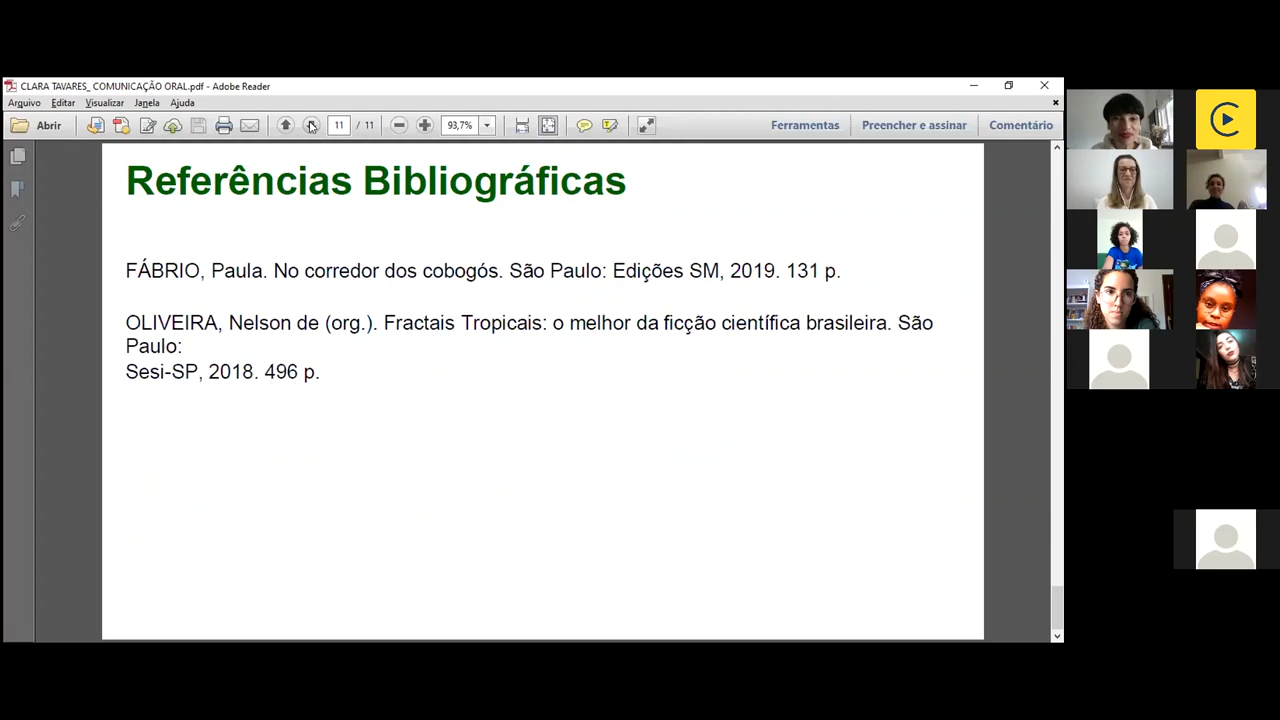 CLARA TAVARES_ COMUNICAÇÃO ORAL.pdf - Adobe Reader
Arquivo Editar Visualizar Janela Ajuda
Abrir 11 / 11 93,7% Ferramentas Preencher e assinar Comentário
Referências Bibliográficas
FÁBRIO, Paula. No corredor dos cobogós. São Paulo: Edições SM, 2019. 131 p.
OLIVEIRA, Nelson de (org.). Fractais Tropicais: o melhor da ficção científica brasileira. São
Paulo:
Sesi-SP, 2018. 496 p.